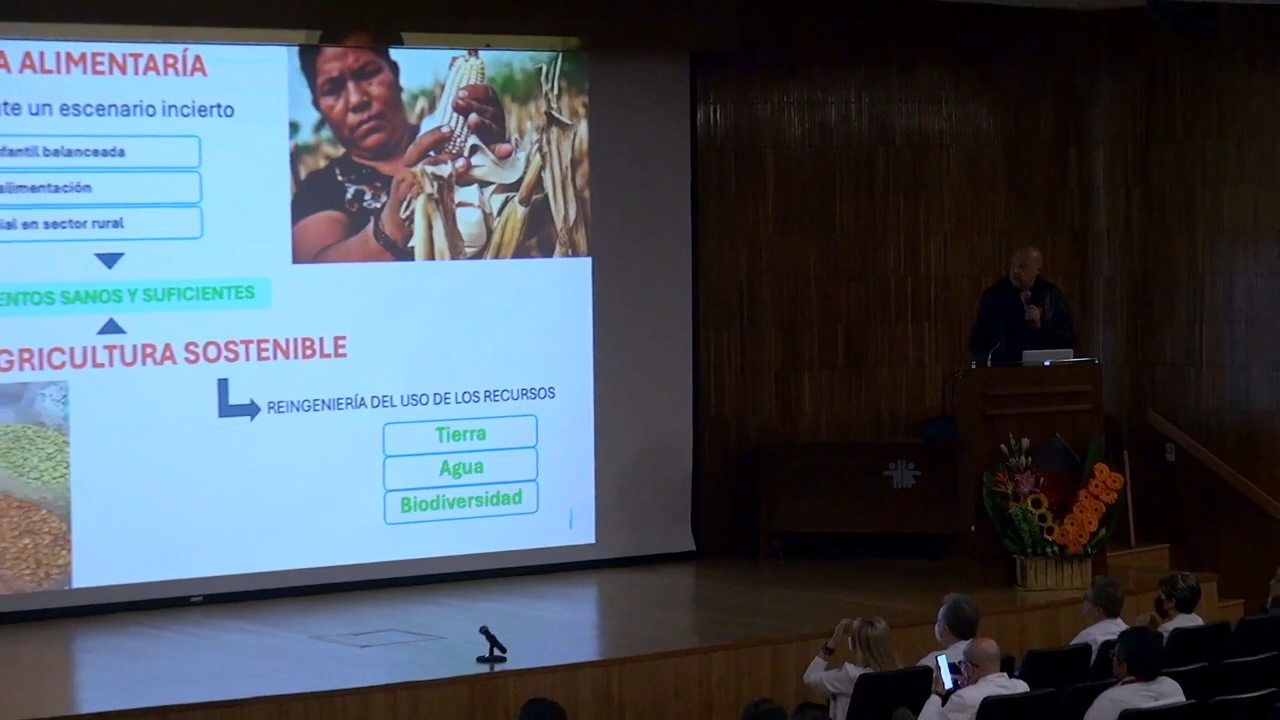 A ALIMENTARÍA
te un escenario incierto
fantil balanceada
alimentación
ial en sector rural
ENTOS SANOS Y SUFICIENTES
GRICULTURA SOSTENIBLE
REINGENIERÍA DEL USO DE LOS RECURSOS
Tierra
Agua
Biodiversidad